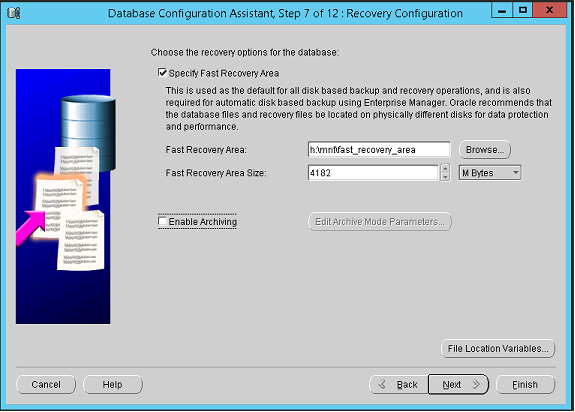 Database Configuration Assistant, Step 7 of 12 : Recovery Configuration
Choose the recovery options for the database:
Specify Fast Recovery Area
This is used as the default for all disk based backup and recovery operations, and is also
required for automatic disk based backup using Enterprise Manager. Oracle recommends that
the database files and recovery files be located on physically different disks for data protection
and performance.
Fast Recovery Area: h:\mnt\fast_recovery_area Browse...
Fast Recovery Area Size: 4182 M Bytes
Enable Archiving Edit Archive Mode Parameters...
File Location Variables...
Cancel Help Back Next Finish